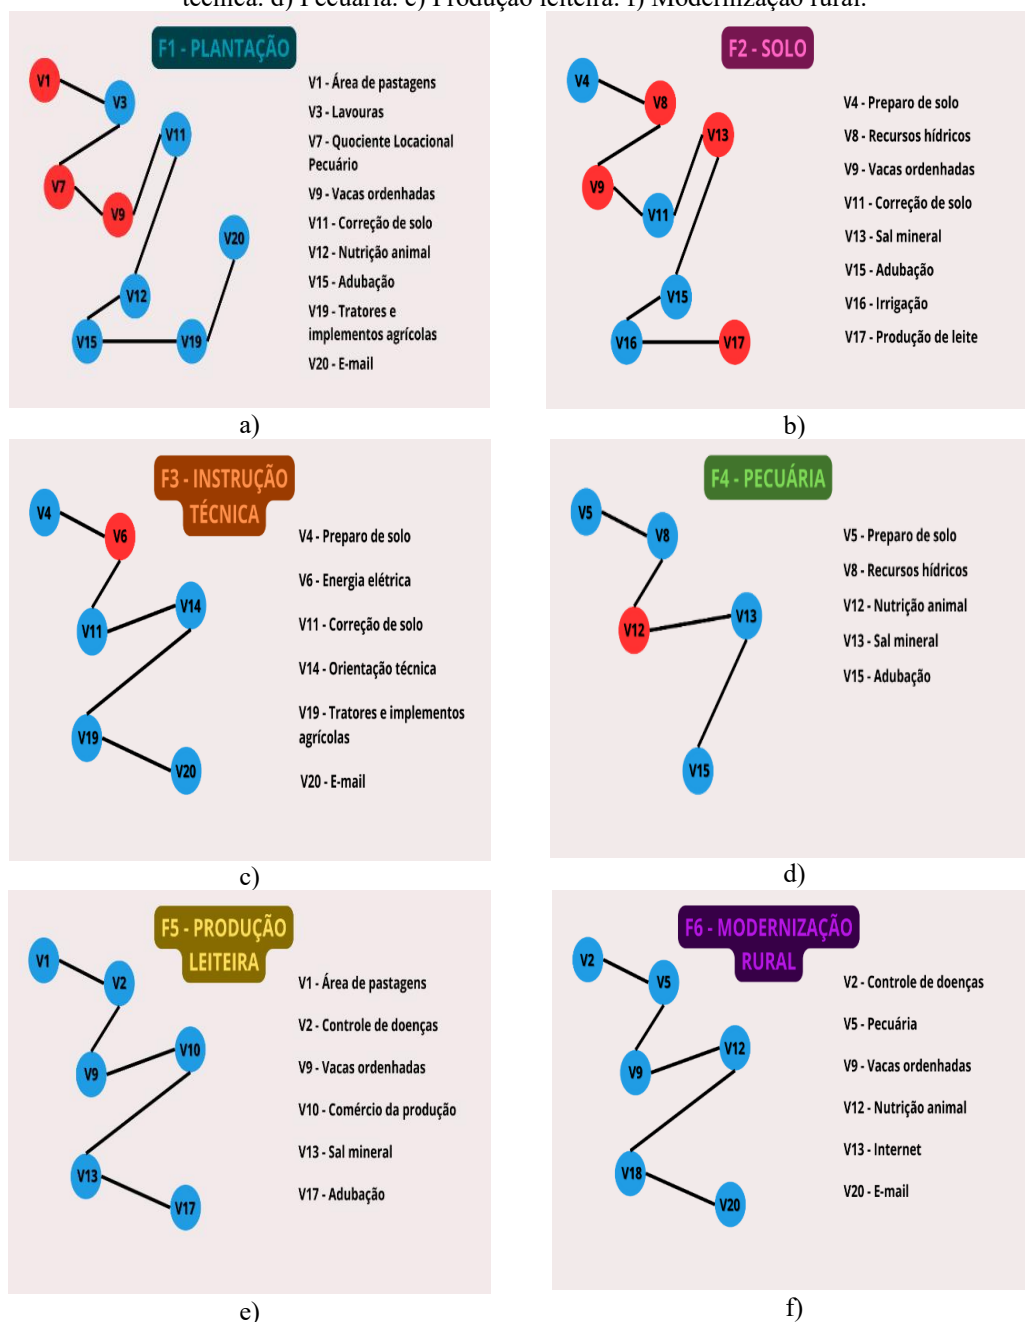 técnica. d) Pecuária. e) Produção leiteira. f) Modernização rural.
F1 - PLANTAÇÃO
V1
V3
V11
V7
V9
V20
V12
V15
V19
V1 - Área de pastagens
V3 - Lavouras
V7 - Quociente Locacional
Pecuário
V9 - Vacas ordenhadas
V11 - Correção de solo
V12 - Nutrição animal
V15 - Adubação
V19 - Tratores e
implementos agrícolas
V20 - E-mail
a)
F2 - SOLO
V4
V8
V13
V9
V11
V15
V16
V17
V4 - Preparo de solo
V8 - Recursos hídricos
V9 - Vacas ordenhadas
V11 - Correção de solo
V13 - Sal mineral
V15 - Adubação
V16 - Irrigação
V17 - Produção de leite
b)
F3 - INSTRUÇÃO
TÉCNICA
V4
V6
V14
V11
V19
V20
V4 - Preparo de solo
V6 - Energia elétrica
V11 - Correção de solo
V14 - Orientação técnica
V19 - Tratores e implementos
agrícolas
V20 - E-mail
c)
F4 - PECUÁRIA
V5
V8
V13
V12
V15
V5 - Preparo de solo
V8 - Recursos hídricos
V12 - Nutrição animal
V13 - Sal mineral
V15 - Adubação
d)
F5 - PRODUÇÃO
LEITEIRA
V1
V2
V10
V9
V13
V17
V1 - Área de pastagens
V2 - Controle de doenças
V9 - Vacas ordenhadas
V10 - Comércio da produção
V13 - Sal mineral
V17 - Adubação
e)
F6 - MODERNIZAÇÃO
RURAL
V2
V5
V12
V9
V18
V20
V2 - Controle de doenças
V5 - Pecuária
V9 - Vacas ordenhadas
V12 - Nutrição animal
V13 - Internet
V20 - E-mail
f)